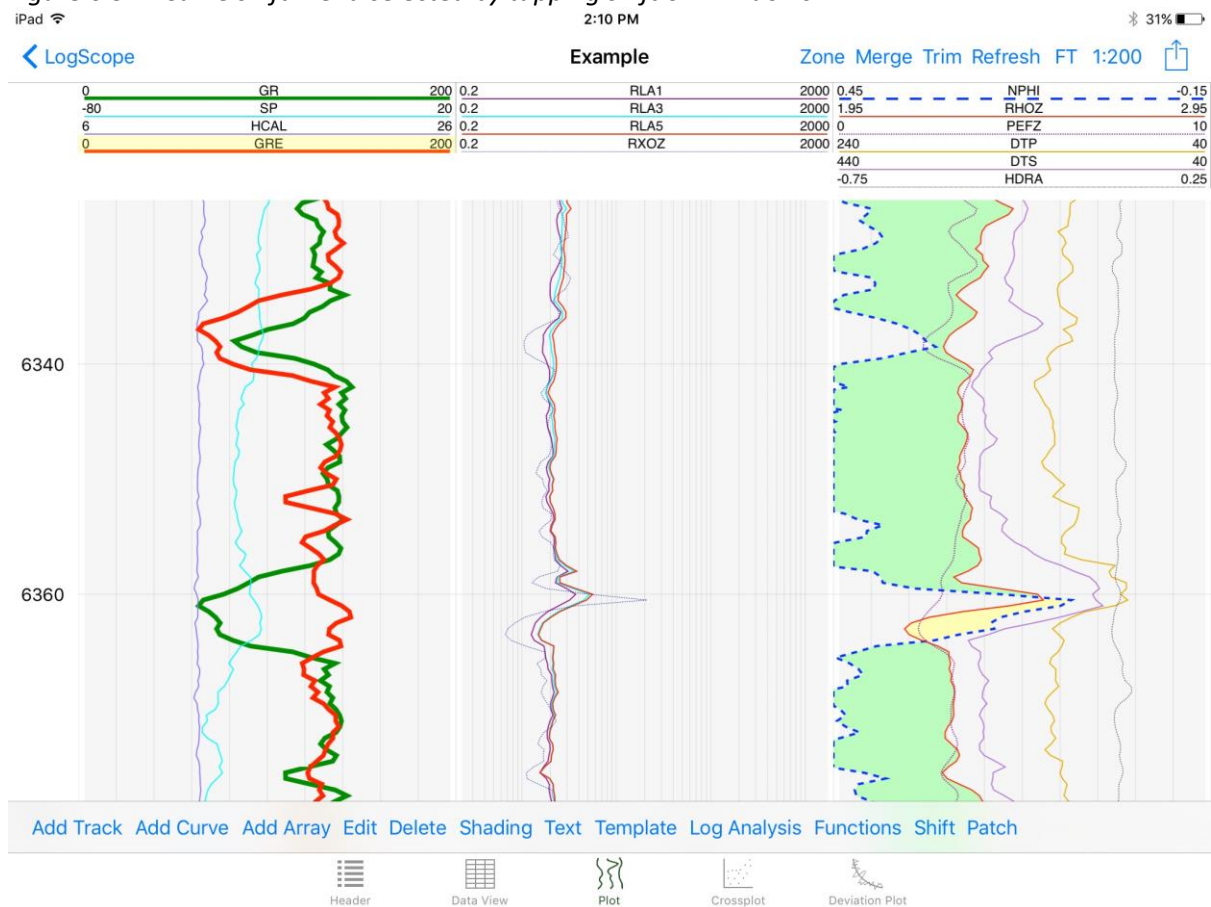 iPad 2:10 PM 31%
LogScope Example Zone Merge Trim Refresh FT 1:200
0 GR 200 0.2 RLA1 2000 0.45 NPHI -0.15
-80 SP 20 0.2 RLA3 2000 1.95 RHOZ 2.95
6 HCAL 26 0.2 RLA5 2000 0 PEFZ 10
0 GRE 200 0.2 RXOZ 2000 240 DTP 40
440 DTS 40
-0.75 HDRA 0.25
6340
6360
Add Track Add Curve Add Array Edit Delete Shading Text Template Log Analysis Functions Shift Patch
Header Data View Plot Crossplot Deviation Plot